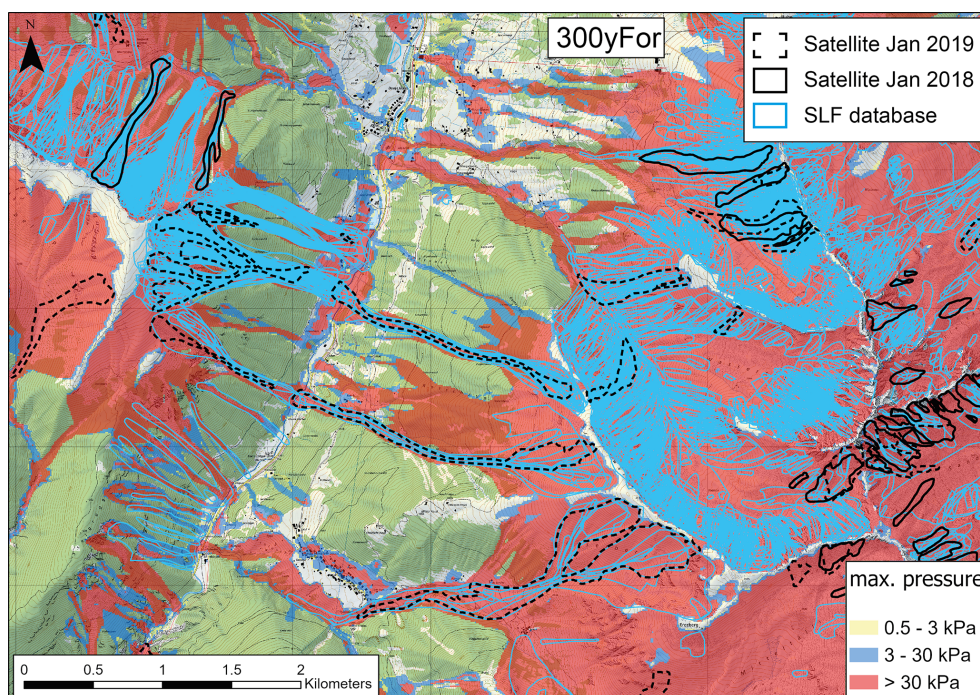 N
300yFor
Satellite Jan 2019
Satellite Jan 2018
SLF database
max. pressure
0.5 - 3 kPa
3 - 30 kPa
> 30 kPa
0 0.5 1 1.5 2
Kilometers